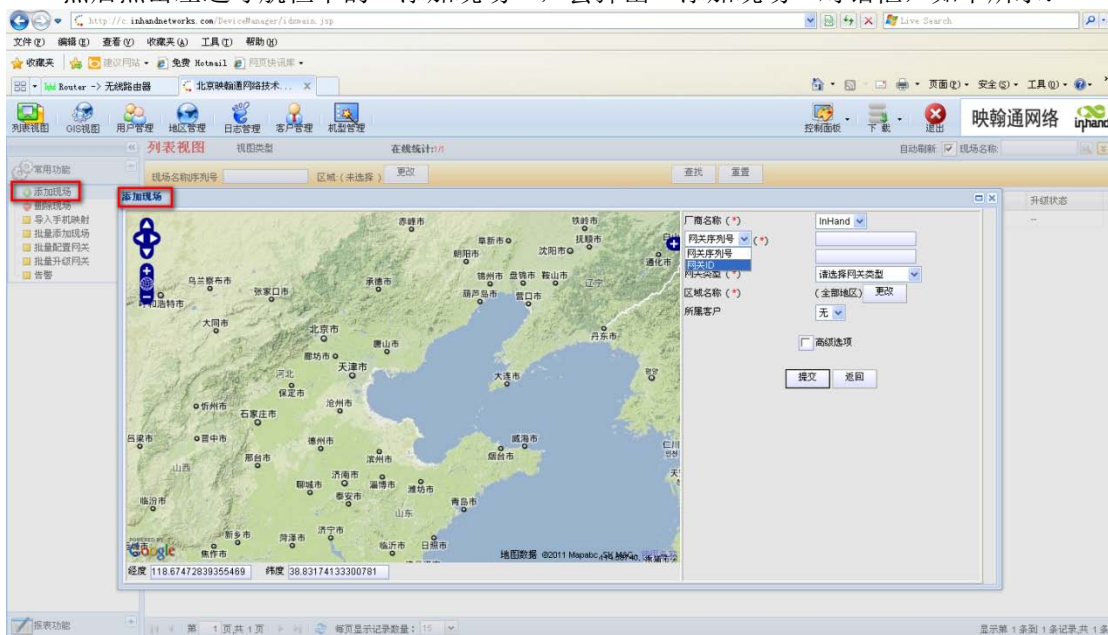 http://c.inhandnetworks.com/DeviceManager/idmain.jsp
Live Search
文件(F) 编辑(E) 查看(V) 收藏夹(A) 工具(T) 帮助(H)
收藏夹 建议网站 免费 Hotmail 网页快讯库
Router -> 无线路由器 北京映翰通网络技术... X 页面(P) 安全(S) 工具(O)
列表视图 GIS视图 用户管理 地区管理 日志管理 客户管理 机型管理 控制面板 下载 退出 映翰通网络 inhand
列表视图 视图类型 在线统计:1/1 自动刷新 现场名称:
常用功能
现场名称/序列号 区域:(未选择) 更改 查找 重置
添加现场
删除现场
导入手机映射
批量添加现场
批量配置网关
批量升级网关
告警
升级状态
--
添加现场
赤峰市
铁岭市
阜新市
抚顺市
朝阳市
沈阳市
通化市
锦州市 盘锦市 鞍山市
辽宁
乌兰察布市
承德市
张家口市
葫芦岛市 营口市
呼和浩特市
大同市
北京市
丹东市
唐山市
廊坊市
天津市
河北
大连市
保定市
忻州市
沧州市
石家庄市
吕梁市 晋中市
德州市
威海市
邢台市
滨州市
烟台市
山西
济南市
聊城市 淄博市 潍坊市
临汾市
泰安市
青岛市
山东
新乡市 菏泽市 济宁市
焦作市
临沂市 日照市
POWERED BY
Google
地图数据 ©2011 Mapabc,
经度 118.67472839355469 纬度 38.83174133300781
厂商名称 (*) InHand
网关序列号 (*)
网关序列号
网关ID
网关类型 (*) 请选择网关类型
区域名称 (*) (全部地区) 更改
所属客户 无
高级选项
提交 返回
报表功能
第 1 页,共 1 页 每页显示记录数量: 15 显示第 1 条到 1 条记录,共 1 条